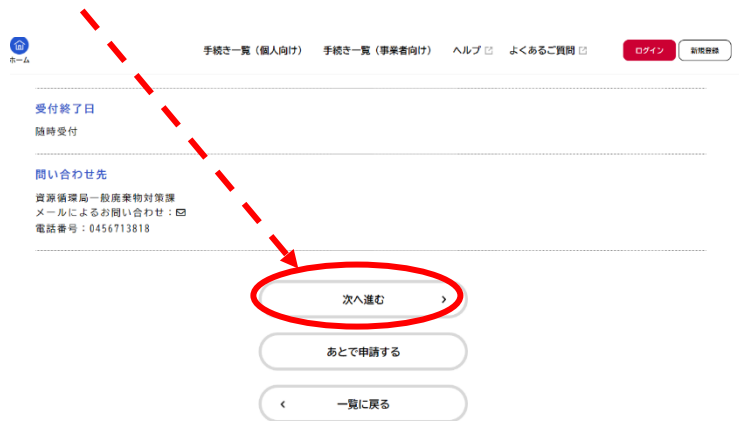 ホーム
手続き一覧（個人向け） 手続き一覧（事業者向け） ヘルプ よくあるご質問 ログイン 新規登録
受付終了日
随時受付
問い合わせ先
資源循環局一般廃棄物対策課
メールによるお問い合わせ：
電話番号：0456713818
次へ進む
あとで申請する
一覧に戻る